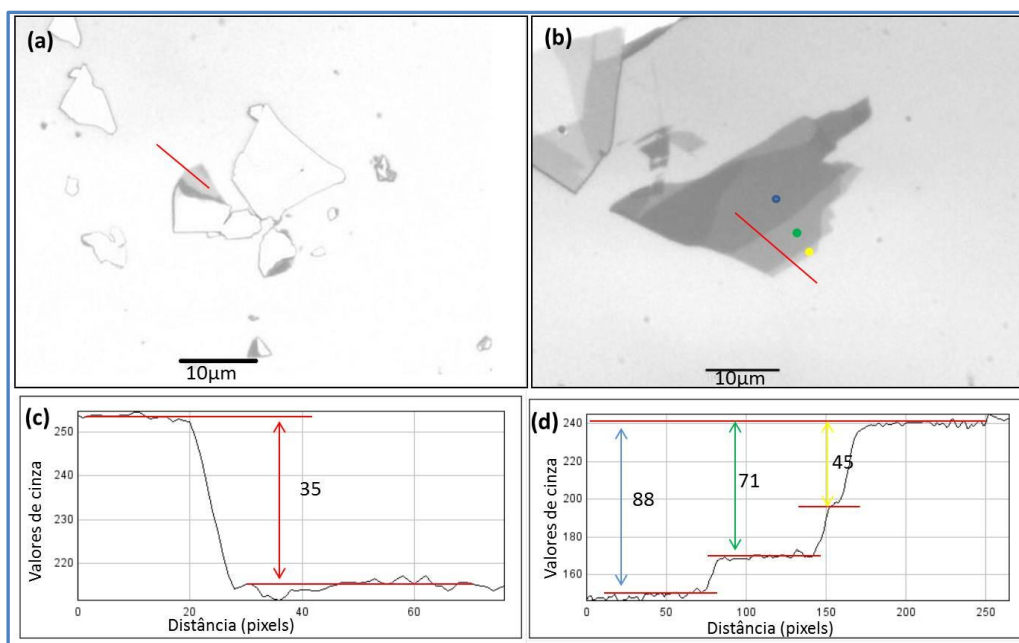 (a)
(b)
10µm
10µm
(c)
Valores de cinza
250
240
230
220
35
0
20
40
60
Distância (pixels)
(d)
Valores de cinza
240
220
200
180
160
88
71
45
0
50
100
150
200
250
Distância (pixels)